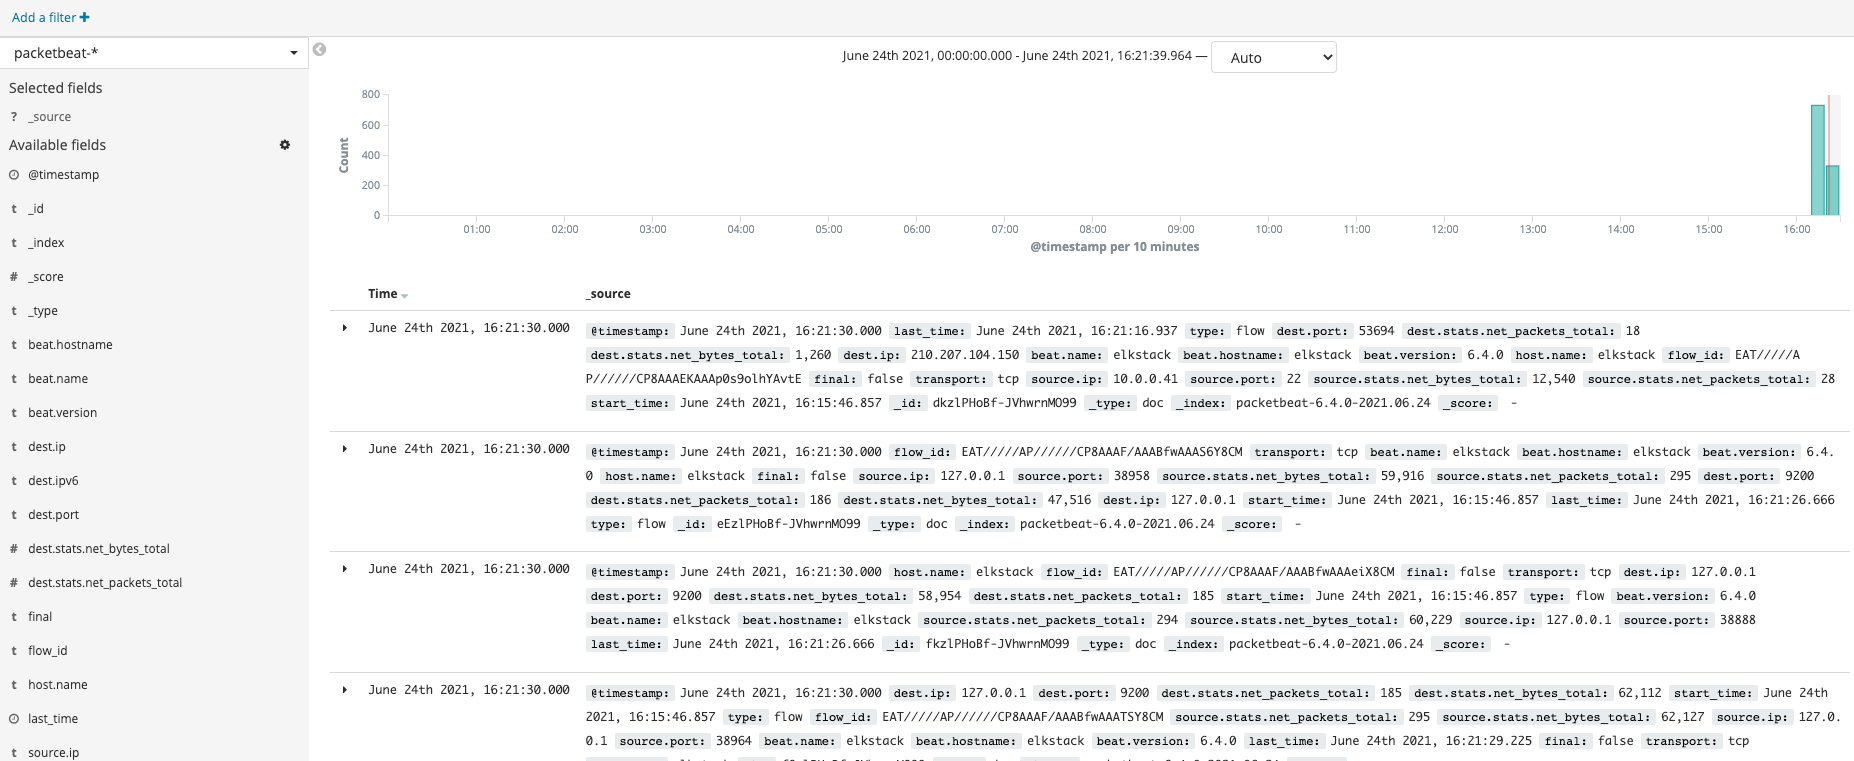 Add a filter +
packetbeat-*
Selected fields
? _source
Available fields
@timestamp
t _id
t _index
# _score
t _type
t beat.hostname
t beat.name
t beat.version
t dest.ip
t dest.ipv6
t dest.port
# dest.stats.net_bytes_total
# dest.stats.net_packets_total
t final
t flow_id
t host.name
last_time
t source.ip
June 24th 2021, 00:00:00.000 - June 24th 2021, 16:21:39.964 — Auto
Count
800
600
400
200
0
01:00 02:00 03:00 04:00 05:00 06:00 07:00 08:00 09:00 10:00 11:00 12:00 13:00 14:00 15:00 16:00
@timestamp per 10 minutes
Time _source
June 24th 2021, 16:21:30.000 @timestamp: June 24th 2021, 16:21:30.000 last_time: June 24th 2021, 16:21:16.937 type: flow dest.port: 53694 dest.stats.net_packets_total: 18
dest.stats.net_bytes_total: 1,260 dest.ip: 210.207.104.150 beat.name: elkstack beat.hostname: elkstack beat.version: 6.4.0 host.name: elkstack flow_id: EAT/////A
P//////CP8AAAEKAAAp0s9olhYAvtE final: false transport: tcp source.ip: 10.0.0.41 source.port: 22 source.stats.net_bytes_total: 12,540 source.stats.net_packets_total: 28
start_time: June 24th 2021, 16:15:46.857 _id: dkzlPHoBf-JVhwrnMO99 _type: doc _index: packetbeat-6.4.0-2021.06.24 _score: -
June 24th 2021, 16:21:30.000 @timestamp: June 24th 2021, 16:21:30.000 flow_id: EAT/////AP//////CP8AAAF/AAABfwAAAS6Y8CM transport: tcp beat.name: elkstack beat.hostname: elkstack beat.version: 6.4.
0 host.name: elkstack final: false source.ip: 127.0.0.1 source.port: 38958 source.stats.net_bytes_total: 59,916 source.stats.net_packets_total: 295 dest.port: 9200
dest.stats.net_packets_total: 186 dest.stats.net_bytes_total: 47,516 dest.ip: 127.0.0.1 start_time: June 24th 2021, 16:15:46.857 last_time: June 24th 2021, 16:21:26.666
type: flow _id: eEzlPHoBf-JVhwrnMO99 _type: doc _index: packetbeat-6.4.0-2021.06.24 _score: -
June 24th 2021, 16:21:30.000 @timestamp: June 24th 2021, 16:21:30.000 host.name: elkstack flow_id: EAT/////AP//////CP8AAAF/AAABfwAAAeiX8CM final: false transport: tcp dest.ip: 127.0.0.1
dest.port: 9200 dest.stats.net_bytes_total: 58,954 dest.stats.net_packets_total: 185 start_time: June 24th 2021, 16:15:46.857 type: flow beat.version: 6.4.0
beat.name: elkstack beat.hostname: elkstack source.stats.net_packets_total: 294 source.stats.net_bytes_total: 60,229 source.ip: 127.0.0.1 source.port: 38888
last_time: June 24th 2021, 16:21:26.666 _id: fkzlPHoBf-JVhwrnMO99 _type: doc _index: packetbeat-6.4.0-2021.06.24 _score: -
June 24th 2021, 16:21:30.000 @timestamp: June 24th 2021, 16:21:30.000 dest.ip: 127.0.0.1 dest.port: 9200 dest.stats.net_packets_total: 185 dest.stats.net_bytes_total: 62,112 start_time: June 24th
2021, 16:15:46.857 type: flow flow_id: EAT/////AP//////CP8AAAF/AAABfwAAATSY8CM source.stats.net_packets_total: 295 source.stats.net_bytes_total: 62,127 source.ip: 127.0.
0.1 source.port: 38964 beat.name: elkstack beat.hostname: elkstack beat.version: 6.4.0 last_time: June 24th 2021, 16:21:29.225 final: false transport: tcp